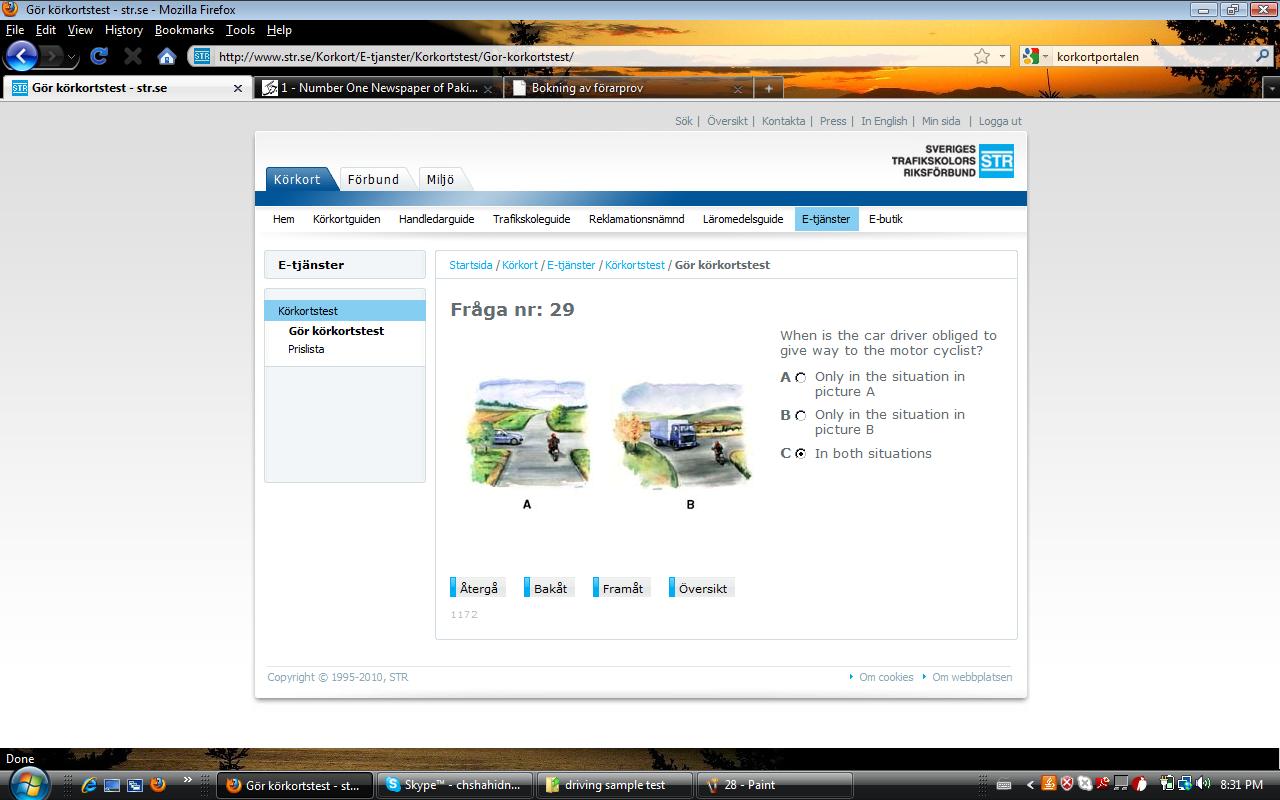 Gör körkortstest - str.se - Mozilla Firefox
File Edit View History Bookmarks Tools Help
STR http://www.str.se/Korkort/E-tjanster/Korkortstest/Gor-korkortstest/ korkortportalen
STR Gör körkortstest - str.se 1 - Number One Newspaper of Paki... Bokning av förarprov
Sök | Översikt | Kontakta | Press | In English | Min sida | Logga ut
SVERIGES
TRAFIKSKOLORS
RIKSFÖRBUND
STR
Körkort Förbund Miljö
Hem Körkortguiden Handledarguide Trafikskoleguide Reklamationsnämnd Läromedelsguide E-tjänster E-butik
E-tjänster
Körkortstest
Gör körkortstest
Prislista
Startsida / Körkort / E-tjänster / Körkortstest / Gör körkortstest
Fråga nr: 29
When is the car driver obliged to
give way to the motor cyclist?
A Only in the situation in
picture A
B Only in the situation in
picture B
C In both situations
A B
Återgå Bakåt Framåt Översikt
1172
Copyright © 1995-2010, STR Om cookies Om webbplatsen
Done
Gör körkortstest - st... Skype™ - chshahidn... driving sample test 28 - Paint 8:31 PM